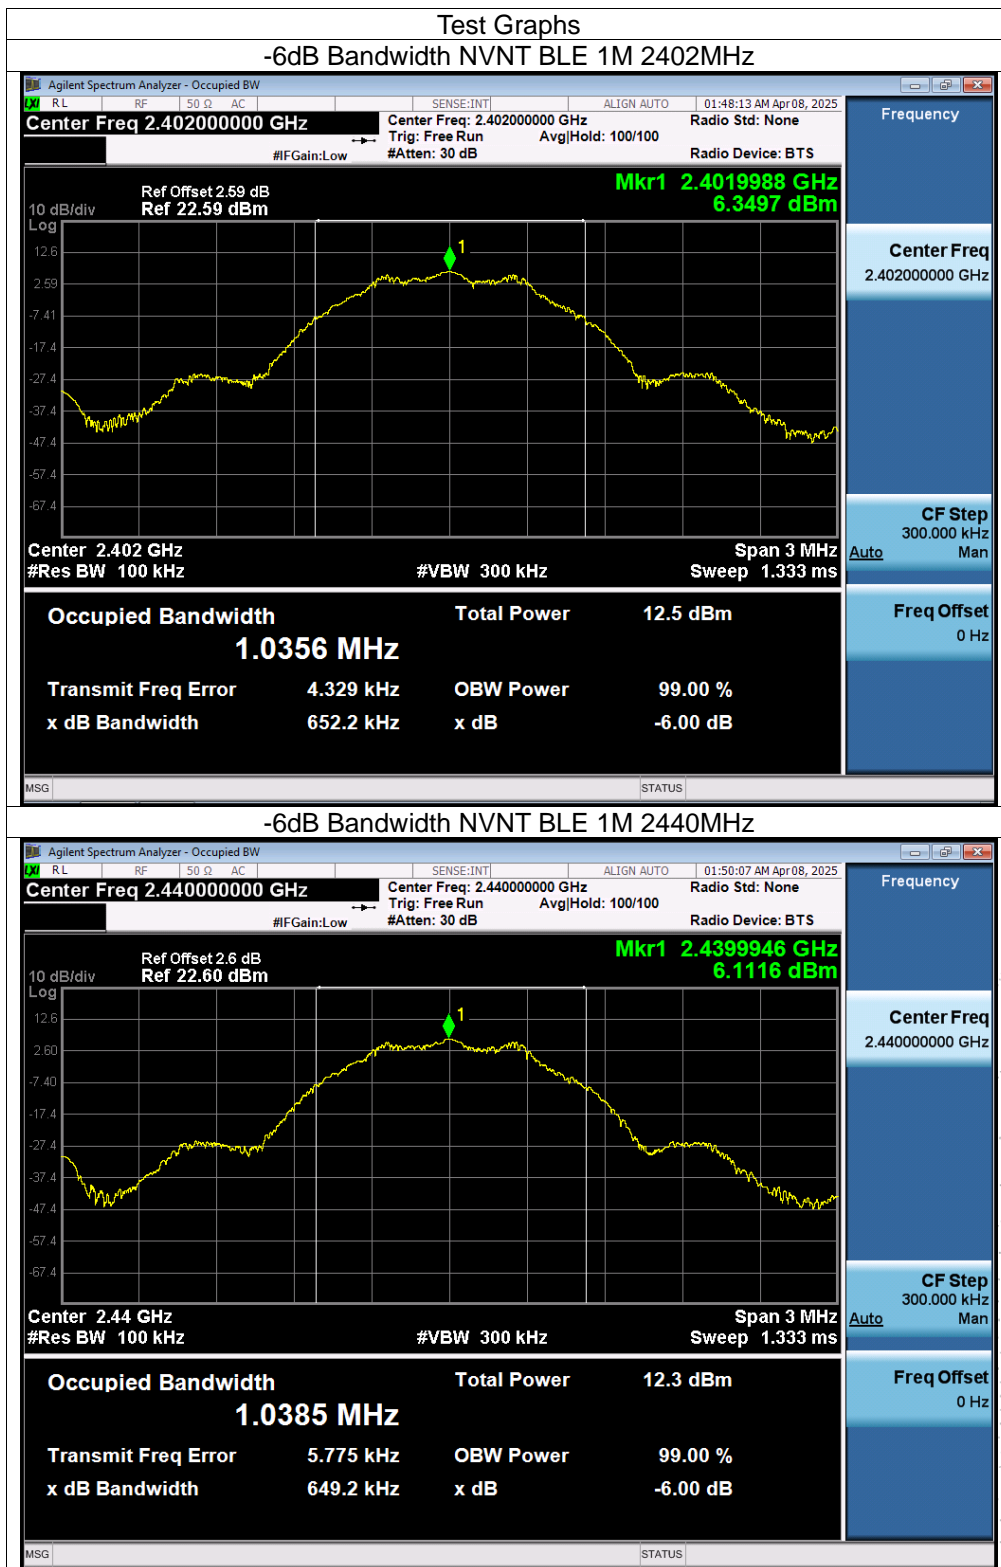 Test Graphs
-6dB Bandwidth NVNT BLE 1M 2402MHz
Agilent Spectrum Analyzer - Occupied BW
LXI RL RF 50 Ω AC SENSE:INT ALIGN AUTO 01:48:13 AM Apr 08, 2025
Center Freq 2.402000000 GHz Center Freq: 2.402000000 GHz Radio Std: None Frequency
Trig: Free Run Avg|Hold: 100/100
#IFGain:Low #Atten: 30 dB Radio Device: BTS
Mkr1 2.4019988 GHz
Ref Offset 2.59 dB
10 dB/div Ref 22.59 dBm 6.3497 dBm
Log
1
12.6
Center Freq
2.402000000 GHz
2.59
-7.41
-17.4
-27.4
-37.4
-47.4
-57.4
-67.4
CF Step
300.000 kHz
Auto Man
Center 2.402 GHz Span 3 MHz
#Res BW 100 kHz #VBW 300 kHz Sweep 1.333 ms
Occupied Bandwidth Total Power 12.5 dBm
Freq Offset
0 Hz
1.0356 MHz
Transmit Freq Error 4.329 kHz OBW Power 99.00 %
x dB Bandwidth 652.2 kHz x dB -6.00 dB
MSG STATUS
-6dB Bandwidth NVNT BLE 1M 2440MHz
Agilent Spectrum Analyzer - Occupied BW
LXI RL RF 50 Ω AC SENSE:INT ALIGN AUTO 01:50:07 AM Apr 08, 2025
Center Freq 2.440000000 GHz Center Freq: 2.440000000 GHz Radio Std: None Frequency
Trig: Free Run Avg|Hold: 100/100
#IFGain:Low #Atten: 30 dB Radio Device: BTS
Mkr1 2.4399946 GHz
Ref Offset 2.6 dB
10 dB/div Ref 22.60 dBm 6.1116 dBm
Log
1
12.6
Center Freq
2.440000000 GHz
2.60
-7.40
-17.4
-27.4
-37.4
-47.4
-57.4
-67.4
CF Step
300.000 kHz
Auto Man
Center 2.44 GHz Span 3 MHz
#Res BW 100 kHz #VBW 300 kHz Sweep 1.333 ms
Occupied Bandwidth Total Power 12.3 dBm
Freq Offset
0 Hz
1.0385 MHz
Transmit Freq Error 5.775 kHz OBW Power 99.00 %
x dB Bandwidth 649.2 kHz x dB -6.00 dB
MSG STATUS